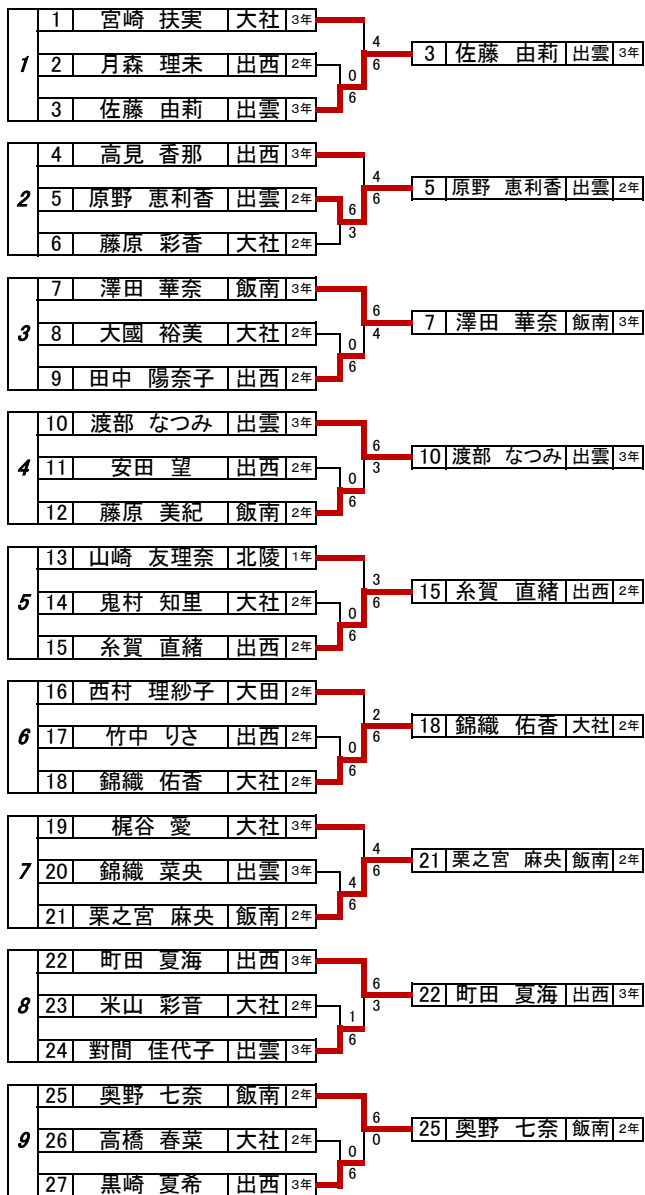 1 宮崎 扶実 大社 3年
4
3 佐藤 由莉 出雲 3年
1 2 月森 理未 出西 2年
6
0
6
3 佐藤 由莉 出雲 3年
4 高見 香那 出西 3年
4
5 原野 恵利香 出雲 2年
2 5 原野 恵利香 出雲 2年
6
6
3
6 藤原 彩香 大社 2年
7 澤田 華奈 飯南 3年
6
7 澤田 華奈 飯南 3年
3 8 大國 裕美 大社 2年
4
0
6
9 田中 陽奈子 出西 2年
10 渡部 なつみ 出雲 3年
6
10 渡部 なつみ 出雲 3年
4 11 安田 望 出西 2年
3
0
6
12 藤原 美紀 飯南 2年
13 山崎 友理奈 北陵 1年
3
15 糸賀 直緒 出西 2年
5 14 鬼村 知里 大社 2年
6
0
6
15 糸賀 直緒 出西 2年
16 西村 理紗子 大田 2年
2
18 錦織 佑香 大社 2年
6 17 竹中 りさ 出西 2年
6
0
6
18 錦織 佑香 大社 2年
19 梶谷 愛 大社 3年
4
21 栗之宮 麻央 飯南 2年
7 20 錦織 菜央 出雲 3年
6
4
6
21 栗之宮 麻央 飯南 2年
22 町田 夏海 出西 3年
6
22 町田 夏海 出西 3年
8 23 米山 彩音 大社 2年
3
1
6
24 對間 佳代子 出雲 3年
25 奥野 七奈 飯南 2年
6
25 奥野 七奈 飯南 2年
9 26 高橋 春菜 大社 2年
0
0
6
27 黒崎 夏希 出西 3年